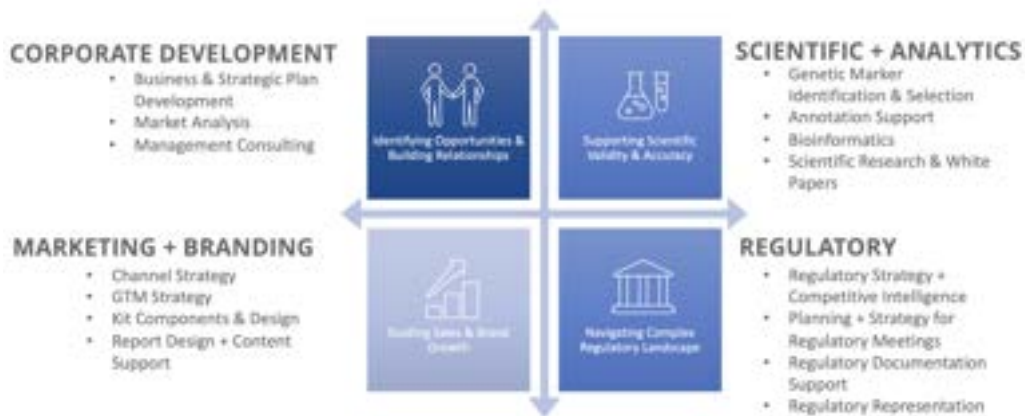 CORPORATE DEVELOPMENT
• Business & Strategic Plan
Development
• Market Analysis
• Management Consulting
Identifying Opportunities &
Building Relationships
Supporting Scientific
Validity & Accuracy
SCIENTIFIC + ANALYTICS
• Genetic Marker
Identification & Selection
• Annotation Support
• Bioinformatics
• Scientific Research & White
Papers
MARKETING + BRANDING
• Channel Strategy
• GTM Strategy
• Kit Components & Design
• Report Design + Content
Support
Sales & Brand
Growth
Navigating Complex
Regulatory Landscape
REGULATORY
• Regulatory Strategy +
Competitive Intelligence
• Planning + Strategy for
Regulatory Meetings
• Regulatory Documentation
Support
• Regulatory Representation